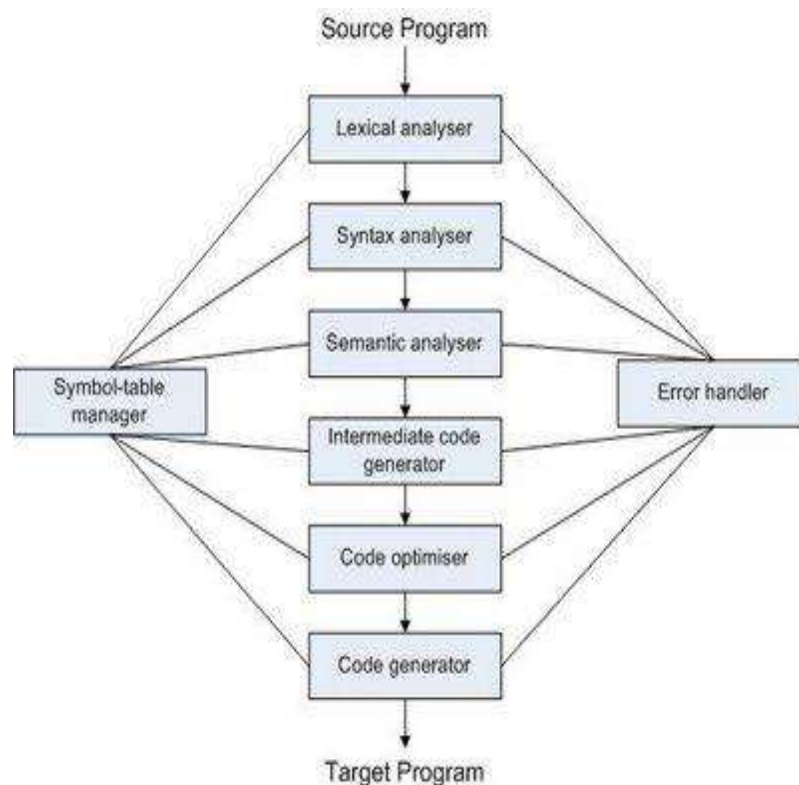 Source Program
Lexical analyser
Syntax analyser
Semantic analyser
Symbol-table
manager
Error handler
Intermediate code
generator
Code optimiser
Code generator
Target Program